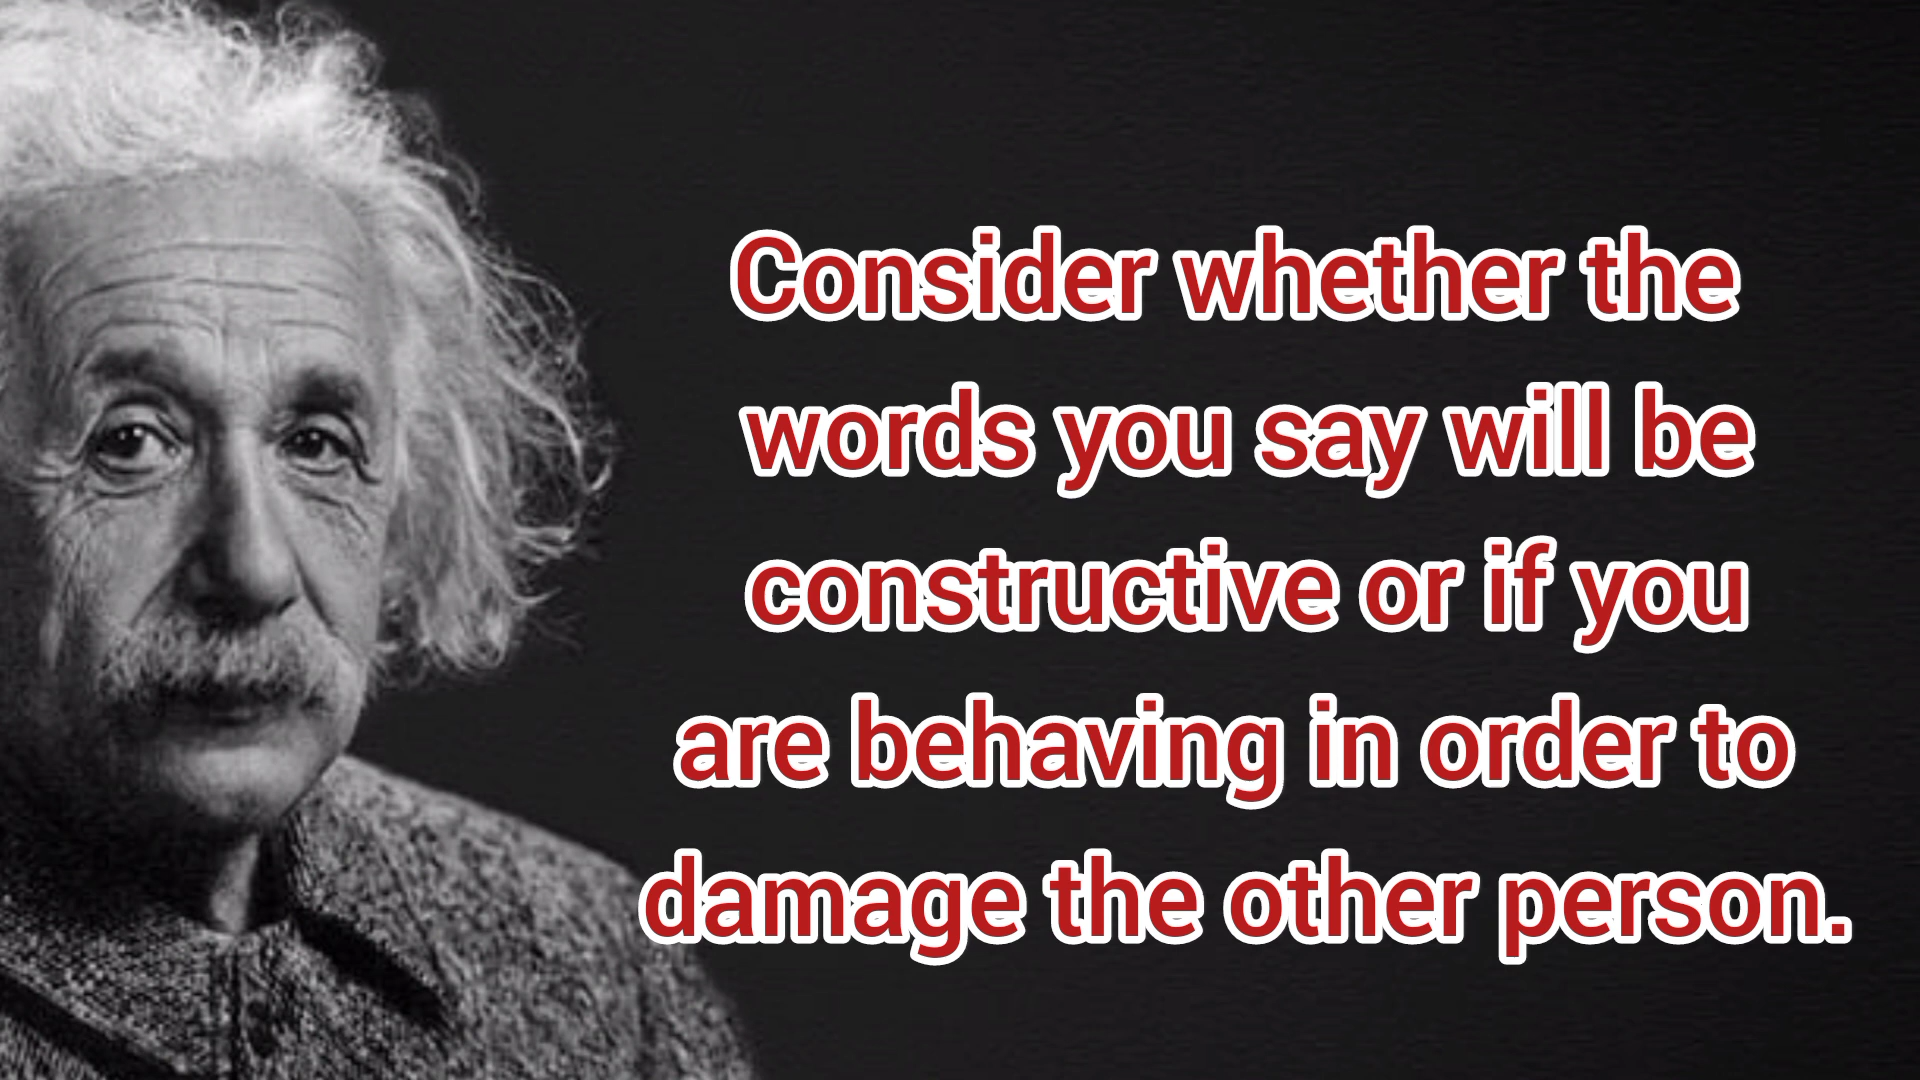 Consider whether the
words you say will be
constructive or if you
are behaving in order to
damage the other person.